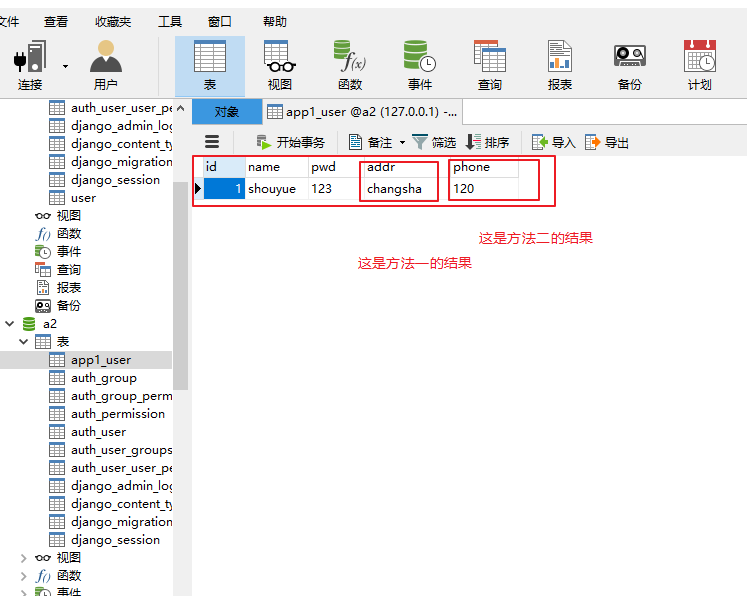 文件 查看 收藏夹 工具 窗口 帮助
连接 用户 表 视图 函数 事件 查询 报表 备份 计划
对象 app1_user @a2 (127.0.0.1) -...
开始事务 备注 筛选 排序 导入 导出
id name pwd addr phone
1 shouyue 123 changsha 120
这是方法二的结果
这是方法一的结果
auth_user_user_pe
django_admin_log
django_content_ty
django_migration
django_session
user
视图
函数
事件
查询
报表
备份
a2
表
app1_user
auth_group
auth_group_perm
auth_permission
auth_user
auth_user_groups
auth_user_user_pe
django_admin_log
django_content_ty
django_migration
django_session
视图
函数
事件